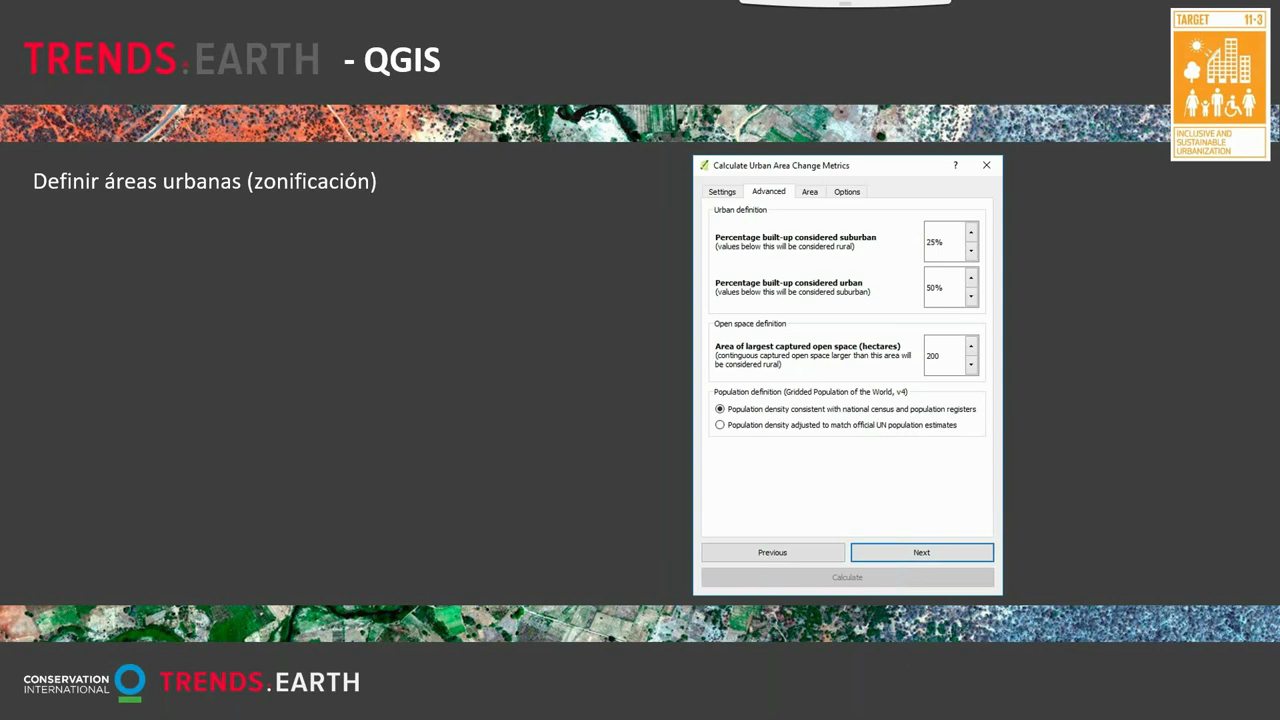 TRENDS.EARTH - QGIS
TARGET 11-3
INCLUSIVE AND
SUSTAINABLE
URBANIZATION
Definir áreas urbanas (zonificación)
Calculate Urban Area Change Metrics
Settings Advanced Area Options
Urban definition
Percentage built-up considered suburban
(values below this will be considered rural)
25%
Percentage built-up considered urban
(values below this will be considered suburban)
50%
Open space definition
Area of largest captured open space (hectares)
(continguous captured open space larger than this area will
be considered rural)
200
Population definition (Gridded Population of the World, v4)
Population density consistent with national census and population registers
Population density adjusted to match official UN population estimates
Previous Next
Calculate
CONSERVATION
INTERNATIONAL
TRENDS.EARTH